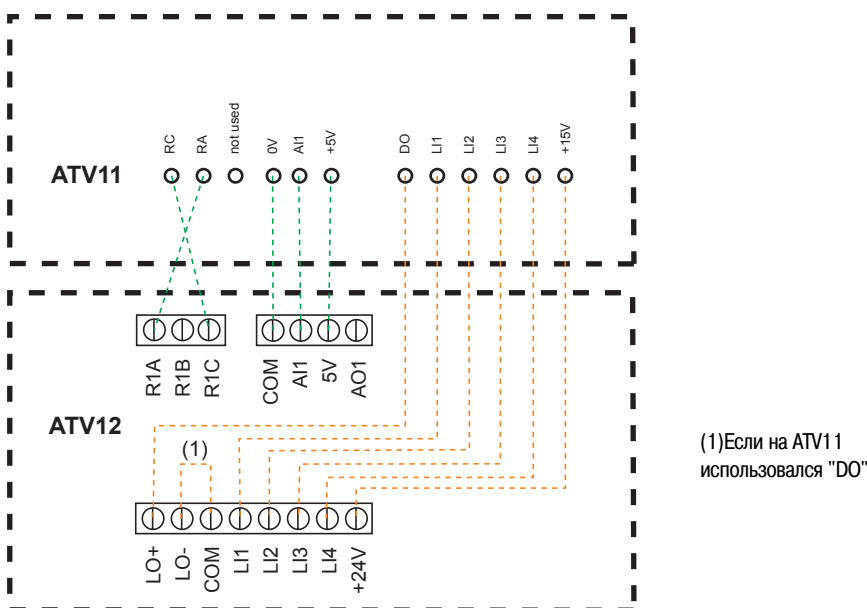 RC
RA
not used
0V
AI1
+5V
DO
LI1
LI2
LI3
LI4
+15V
ATV11
R1A
R1B
R1C
COM
AI1
5V
AO1
ATV12
(1)
(1)Если на ATV11
использовался "DO"
LO+
LO-
COM
LI1
LI2
LI3
LI4
+24V